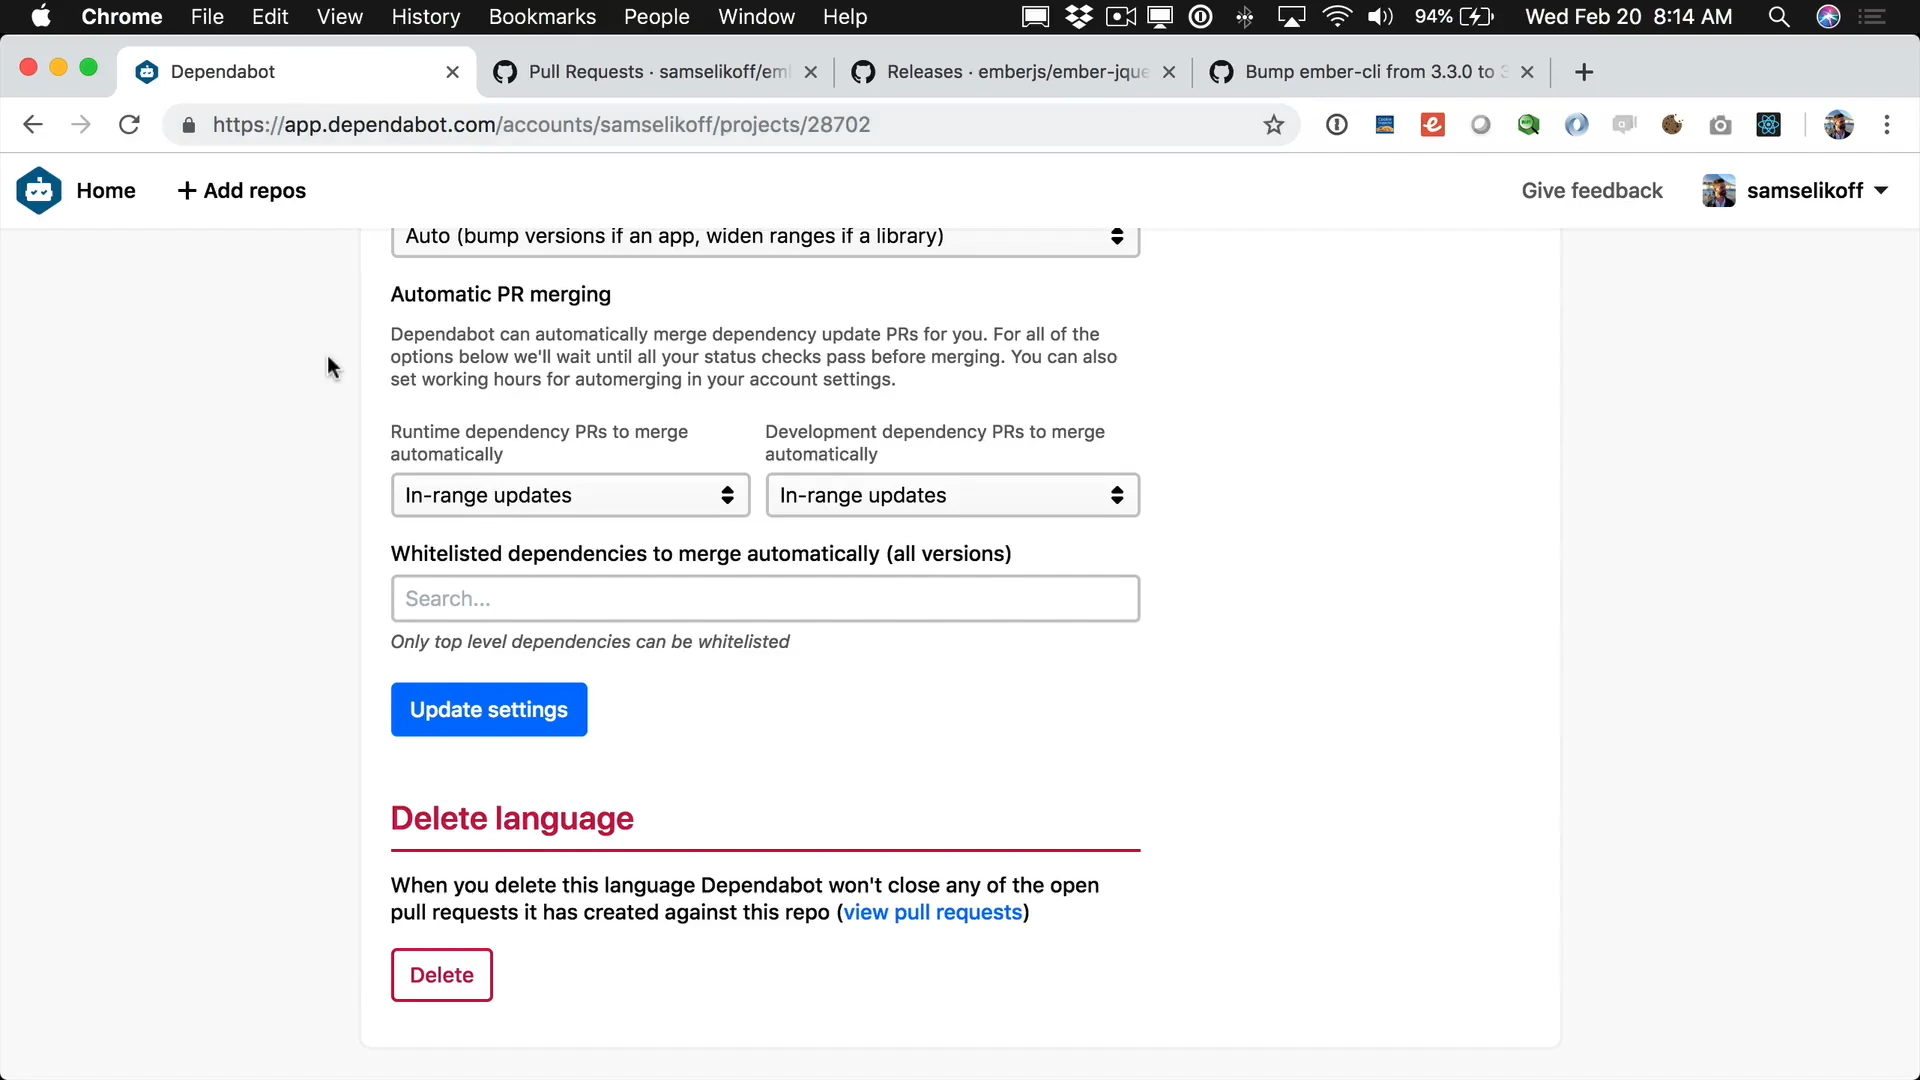 Chrome File Edit View History Bookmarks People Window Help 94% Wed Feb 20 8:14 AM
Dependabot Pull Requests · samselikoff/em Releases · emberjs/ember-jque Bump ember-cli from 3.3.0 to 3
https://app.dependabot.com/accounts/samselikoff/projects/28702
Home + Add repos Give feedback samselikoff
Auto (bump versions if an app, widen ranges if a library)
Automatic PR merging
Dependabot can automatically merge dependency update PRs for you. For all of the
options below we'll wait until all your status checks pass before merging. You can also
set working hours for automerging in your account settings.
Runtime dependency PRs to merge
automatically
Development dependency PRs to merge
automatically
In-range updates In-range updates
Whitelisted dependencies to merge automatically (all versions)
Search...
Only top level dependencies can be whitelisted
Update settings
Delete language
When you delete this language Dependabot won't close any of the open
pull requests it has created against this repo (view pull requests)
Delete